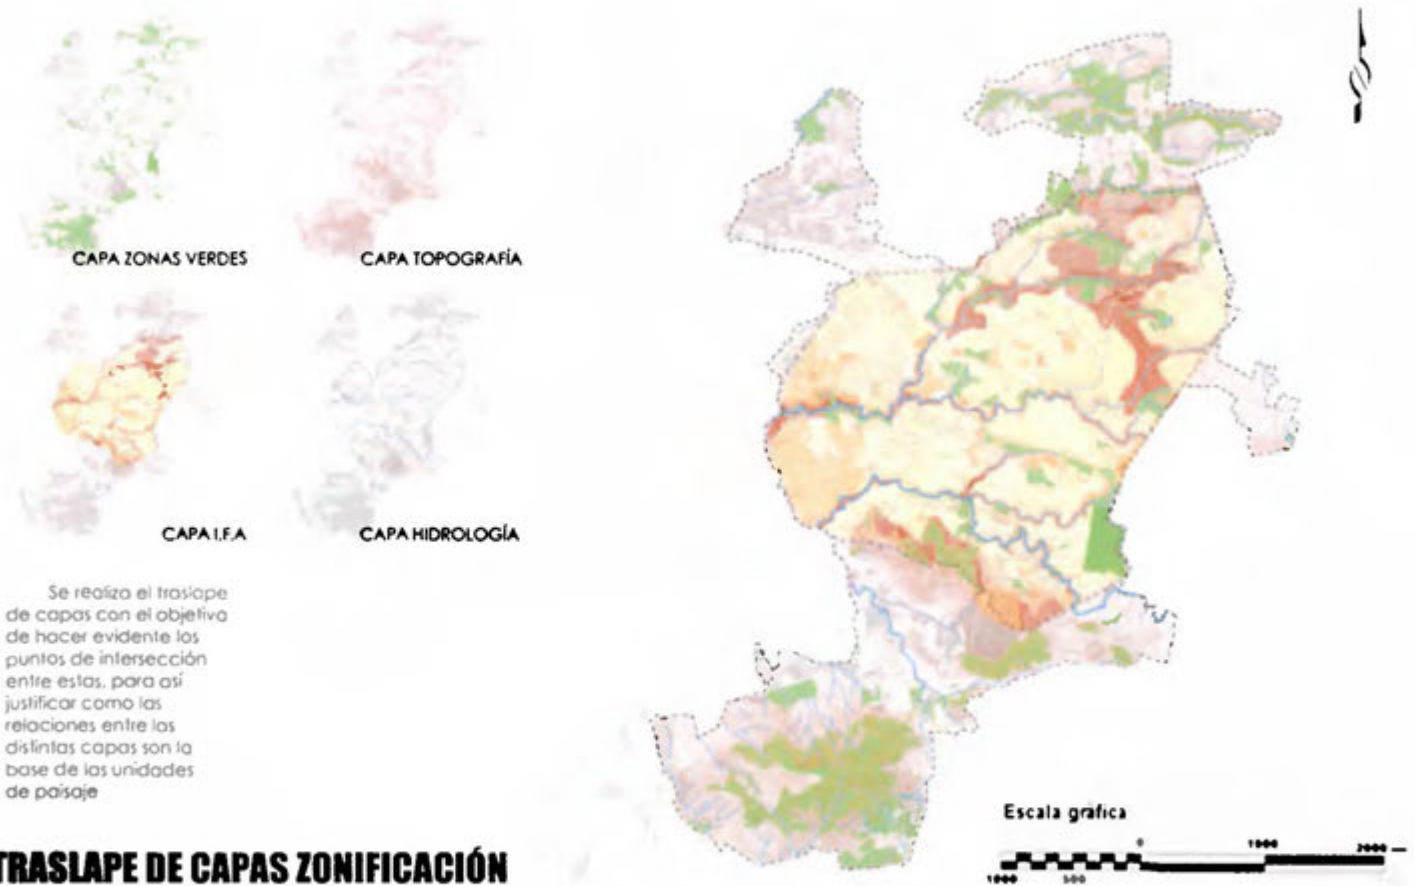 CAPA ZONAS VERDES
CAPA TOPOGRAFÍA
CAPA I.F.A
CAPA HIDROLOGÍA
Se realiza el traslape
de capas con el objetivo
de hacer evidente los
puntos de intersección
entre estas, para así
justificar como las
relaciones entre las
distintas capas son la
base de las unidades
de paisaje
TRASLAPE DE CAPAS ZONIFICACIÓN
Escala gráfica
0 1000 2000
1000 500